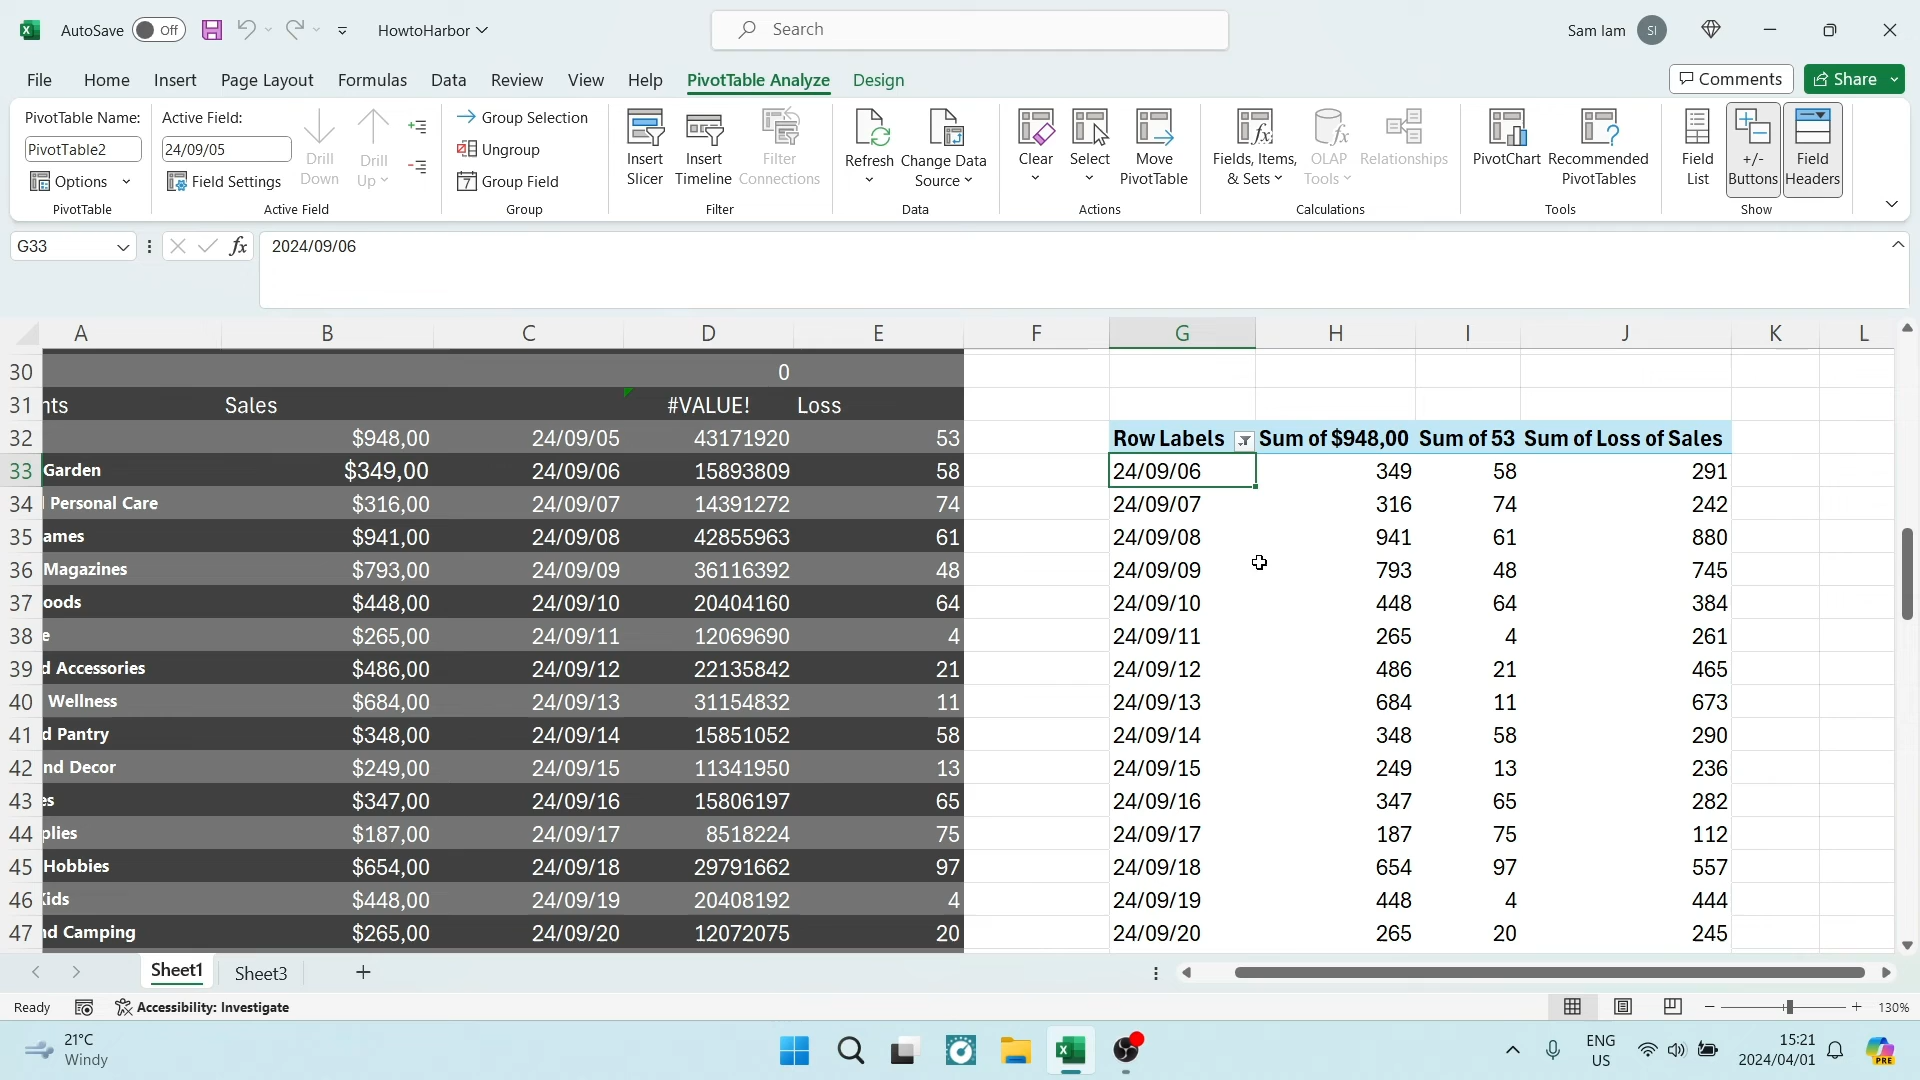 AutoSave Off HowtoHarbor Search Sam Iam SI
File Home Insert Page Layout Formulas Data Review View Help PivotTable Analyze Design Comments Share
PivotTable Name: Active Field: Group Selection
PivotTable2 24/09/05 Drill Down Drill Up Ungroup Insert Slicer Insert Timeline Filter Connections Refresh Change Data Source Clear Select Move PivotTable Fields, Items, & Sets OLAP Tools Relationships PivotChart Recommended PivotTables Field List +/- Buttons Field Headers
Options Field Settings Group Field
PivotTable Active Field Group Filter Data Actions Calculations Tools Show
G33 fx 2024/09/06
A B C D E F G H I J K L
30 0
31 nts Sales #VALUE! Loss
32 $948,00 24/09/05 43171920 53 Row Labels Sum of $948,00 Sum of 53 Sum of Loss of Sales
33 Garden $349,00 24/09/06 15893809 58 24/09/06 349 58 291
34 Personal Care $316,00 24/09/07 14391272 74 24/09/07 316 74 242
35 ames $941,00 24/09/08 42855963 61 24/09/08 941 61 880
36 Magazines $793,00 24/09/09 36116392 48 24/09/09 793 48 745
37 oods $448,00 24/09/10 20404160 64 24/09/10 448 64 384
38 e $265,00 24/09/11 12069690 4 24/09/11 265 4 261
39 d Accessories $486,00 24/09/12 22135842 21 24/09/12 486 21 465
40 Wellness $684,00 24/09/13 31154832 11 24/09/13 684 11 673
41 d Pantry $348,00 24/09/14 15851052 58 24/09/14 348 58 290
42 nd Decor $249,00 24/09/15 11341950 13 24/09/15 249 13 236
43 es $347,00 24/09/16 15806197 65 24/09/16 347 65 282
44 plies $187,00 24/09/17 8518224 75 24/09/17 187 75 112
45 Hobbies $654,00 24/09/18 29791662 97 24/09/18 654 97 557
46 Kids $448,00 24/09/19 20408192 4 24/09/19 448 4 444
47 nd Camping $265,00 24/09/20 12072075 20 24/09/20 265 20 245
Sheet1 Sheet3
Ready Accessibility: Investigate 130%
21°C
Windy
ENG
US
15:21
2024/04/01
PRE